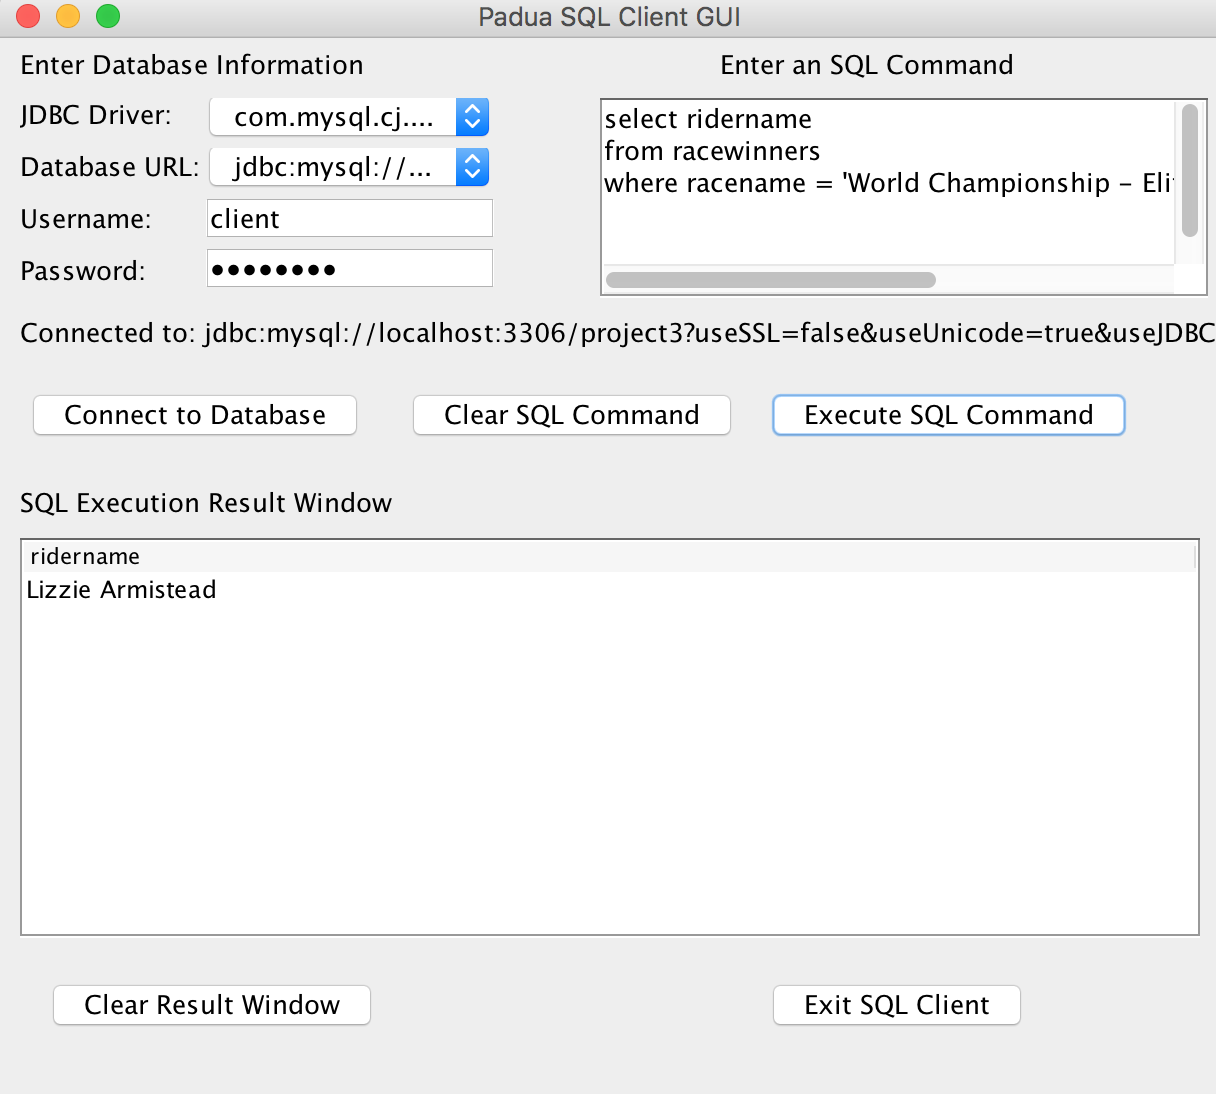 Padua SQL Client GUI
Enter Database Information
Enter an SQL Command
JDBC Driver:
com.mysql.cj....
Database URL:
jdbc:mysql://...
Username:
client
Password:
••••••••
select ridername
from racewinners
where racename = 'World Championship - Eli
Connected to: jdbc:mysql://localhost:3306/project3?useSSL=false&useUnicode=true&useJDBC
Connect to Database
Clear SQL Command
Execute SQL Command
SQL Execution Result Window
ridername
Lizzie Armistead
Clear Result Window
Exit SQL Client